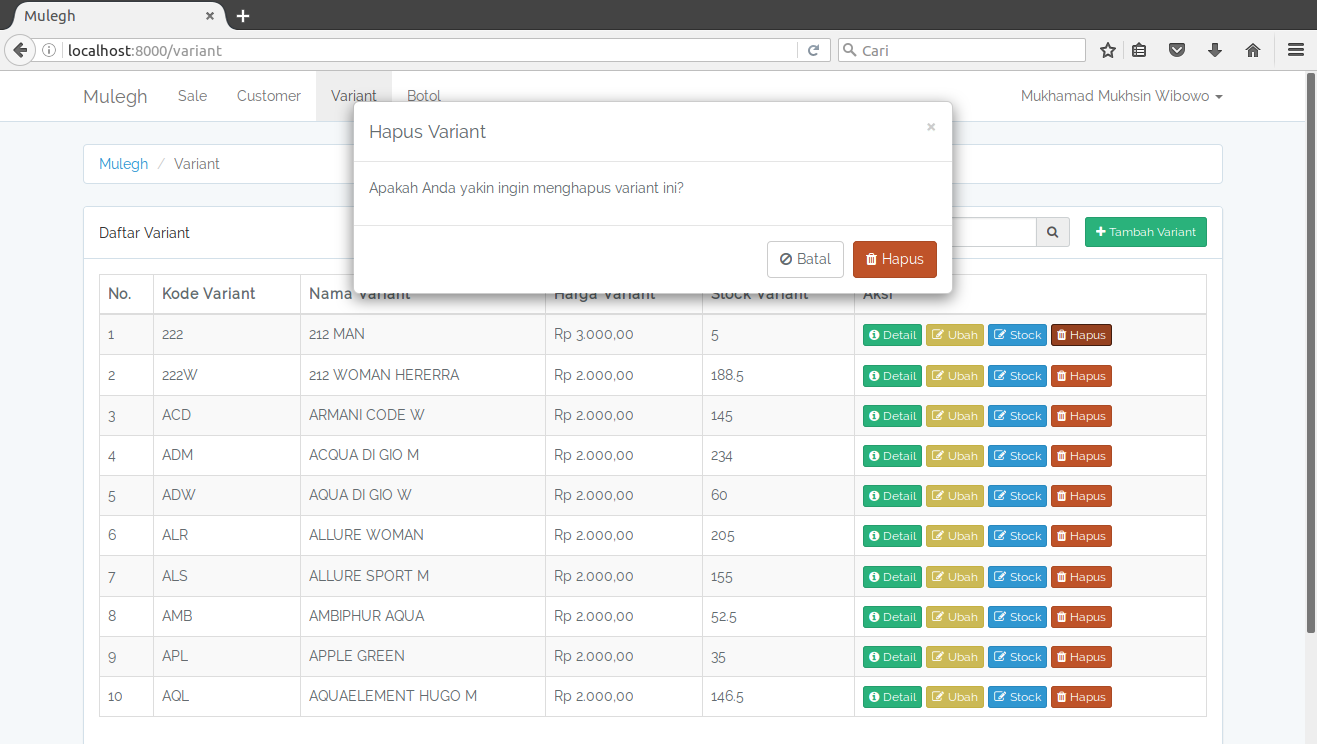 Mulegh
localhost:8000/variant
Cari
Mulegh Sale Customer Variant Botol Mukhamad Mukhsin Wibowo
Hapus Variant ×
Mulegh / Variant
Apakah Anda yakin ingin menghapus variant ini?
Daftar Variant Tambah Variant
Batal Hapus
No. Kode Variant Nama Variant Harga Variant Stock Variant Aksi
1 222 212 MAN Rp 3.000,00 5 Detail Ubah Stock Hapus
2 222W 212 WOMAN HERERRA Rp 2.000,00 188.5 Detail Ubah Stock Hapus
3 ACD ARMANI CODE W Rp 2.000,00 145 Detail Ubah Stock Hapus
4 ADM ACQUA DI GIO M Rp 2.000,00 234 Detail Ubah Stock Hapus
5 ADW AQUA DI GIO W Rp 2.000,00 60 Detail Ubah Stock Hapus
6 ALR ALLURE WOMAN Rp 2.000,00 205 Detail Ubah Stock Hapus
7 ALS ALLURE SPORT M Rp 2.000,00 155 Detail Ubah Stock Hapus
8 AMB AMBIPHUR AQUA Rp 2.000,00 52.5 Detail Ubah Stock Hapus
9 APL APPLE GREEN Rp 2.000,00 35 Detail Ubah Stock Hapus
10 AQL AQUAELEMENT HUGO M Rp 2.000,00 146.5 Detail Ubah Stock Hapus